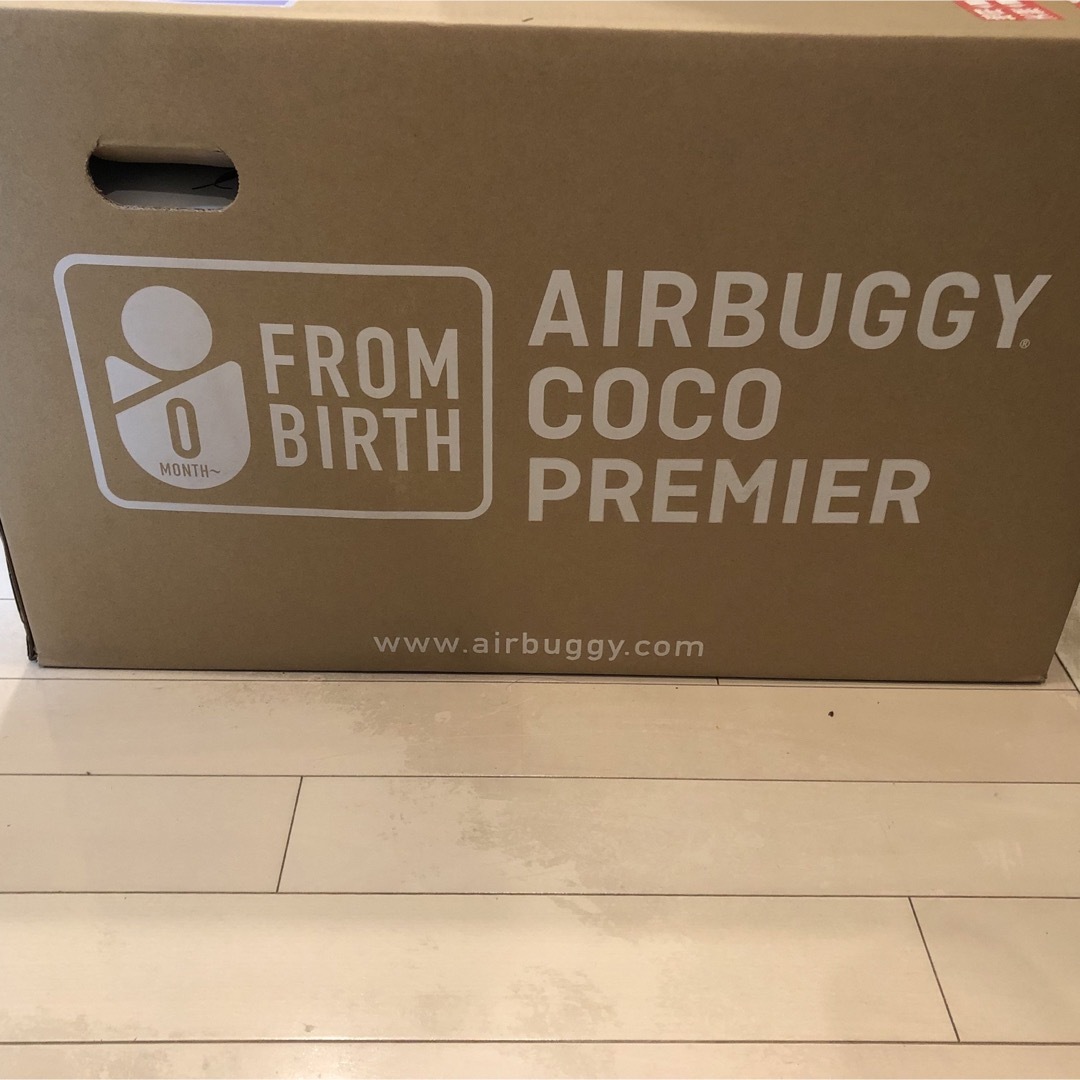 0
MONTH~
FROM
BIRTH
AIRBUGGY®
COCO
PREMIER
www.airbuggy.com